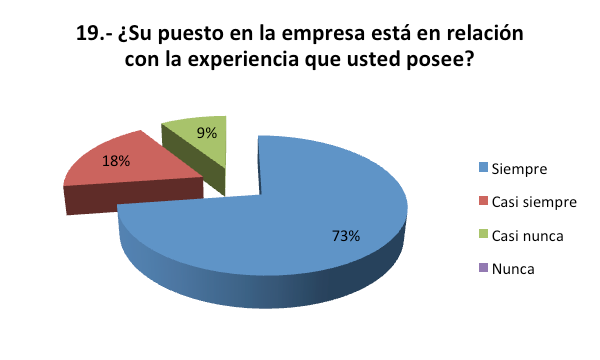 19.- ¿Su puesto en la empresa está en relación
con la experiencia que usted posee?
9%
18%
73%
Siempre
Casi siempre
Casi nunca
Nunca